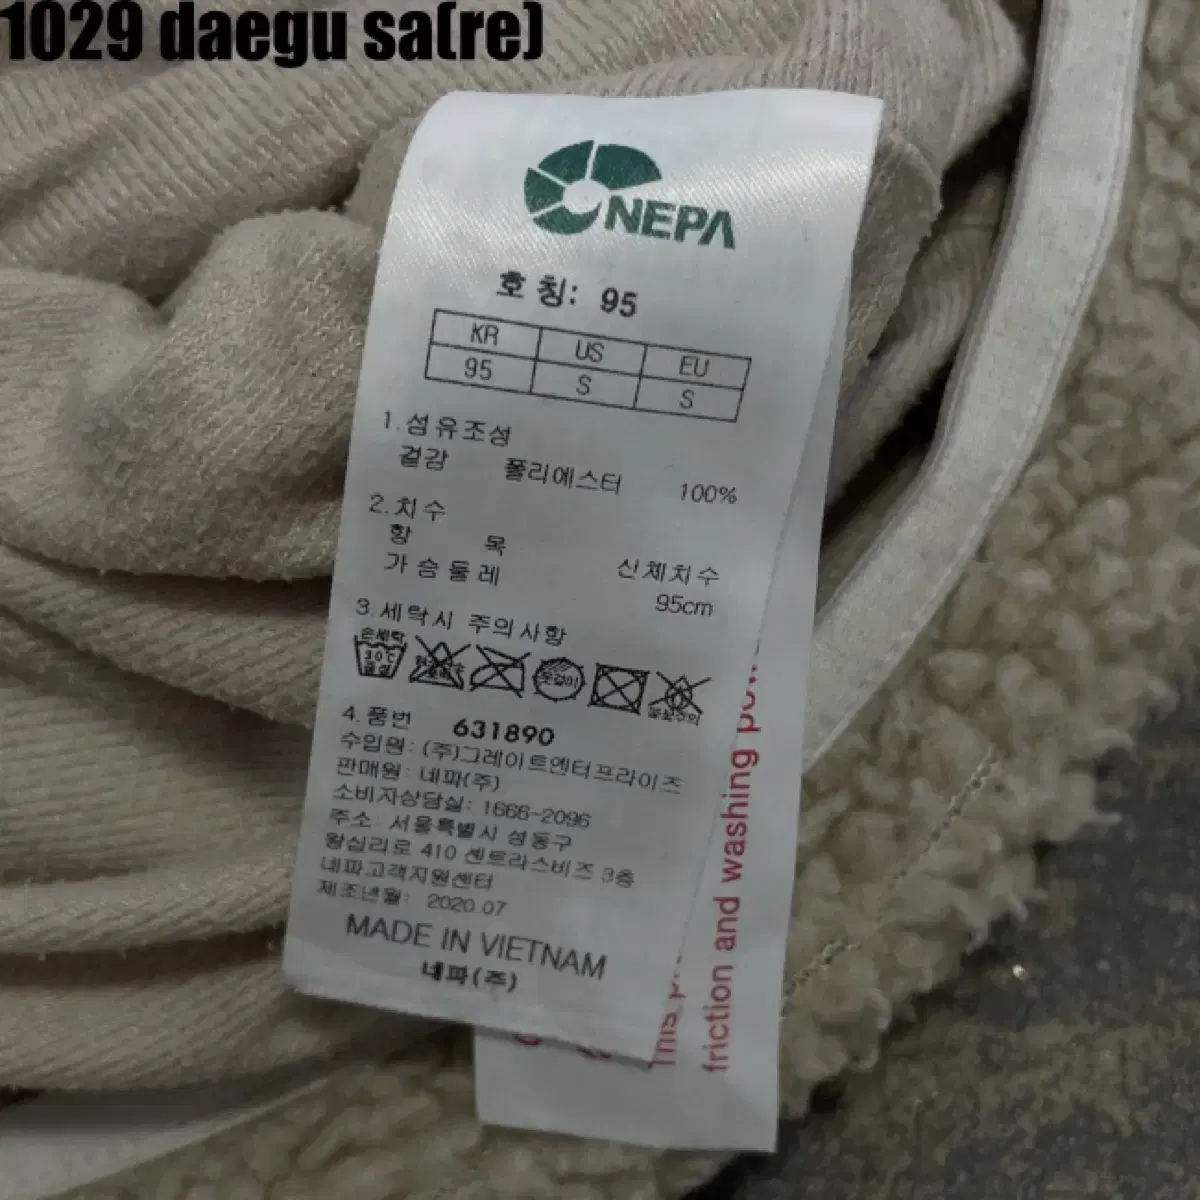 1029 daegu sa(re)
NEPA
호 칭: 95
KR US EU
95 S S
1.섬유조성
겉감 폴리에스터 100%
2.치수
항 목 신체치수
가슴둘레 95cm
3.세탁시 주의사항
손세탁
30℃
중성
4.품번 631890
수입원: (주)그레이트엔터프라이즈
판매원: 네파(주)
소비자상담실: 1666-2096
주소: 서울특별시 성동구
왕십리로 410 센트라스비즈 3층
네파고객지원센터
제조년월: 2020.07
MADE IN VIETNAM
네파(주)
This
friction and washing